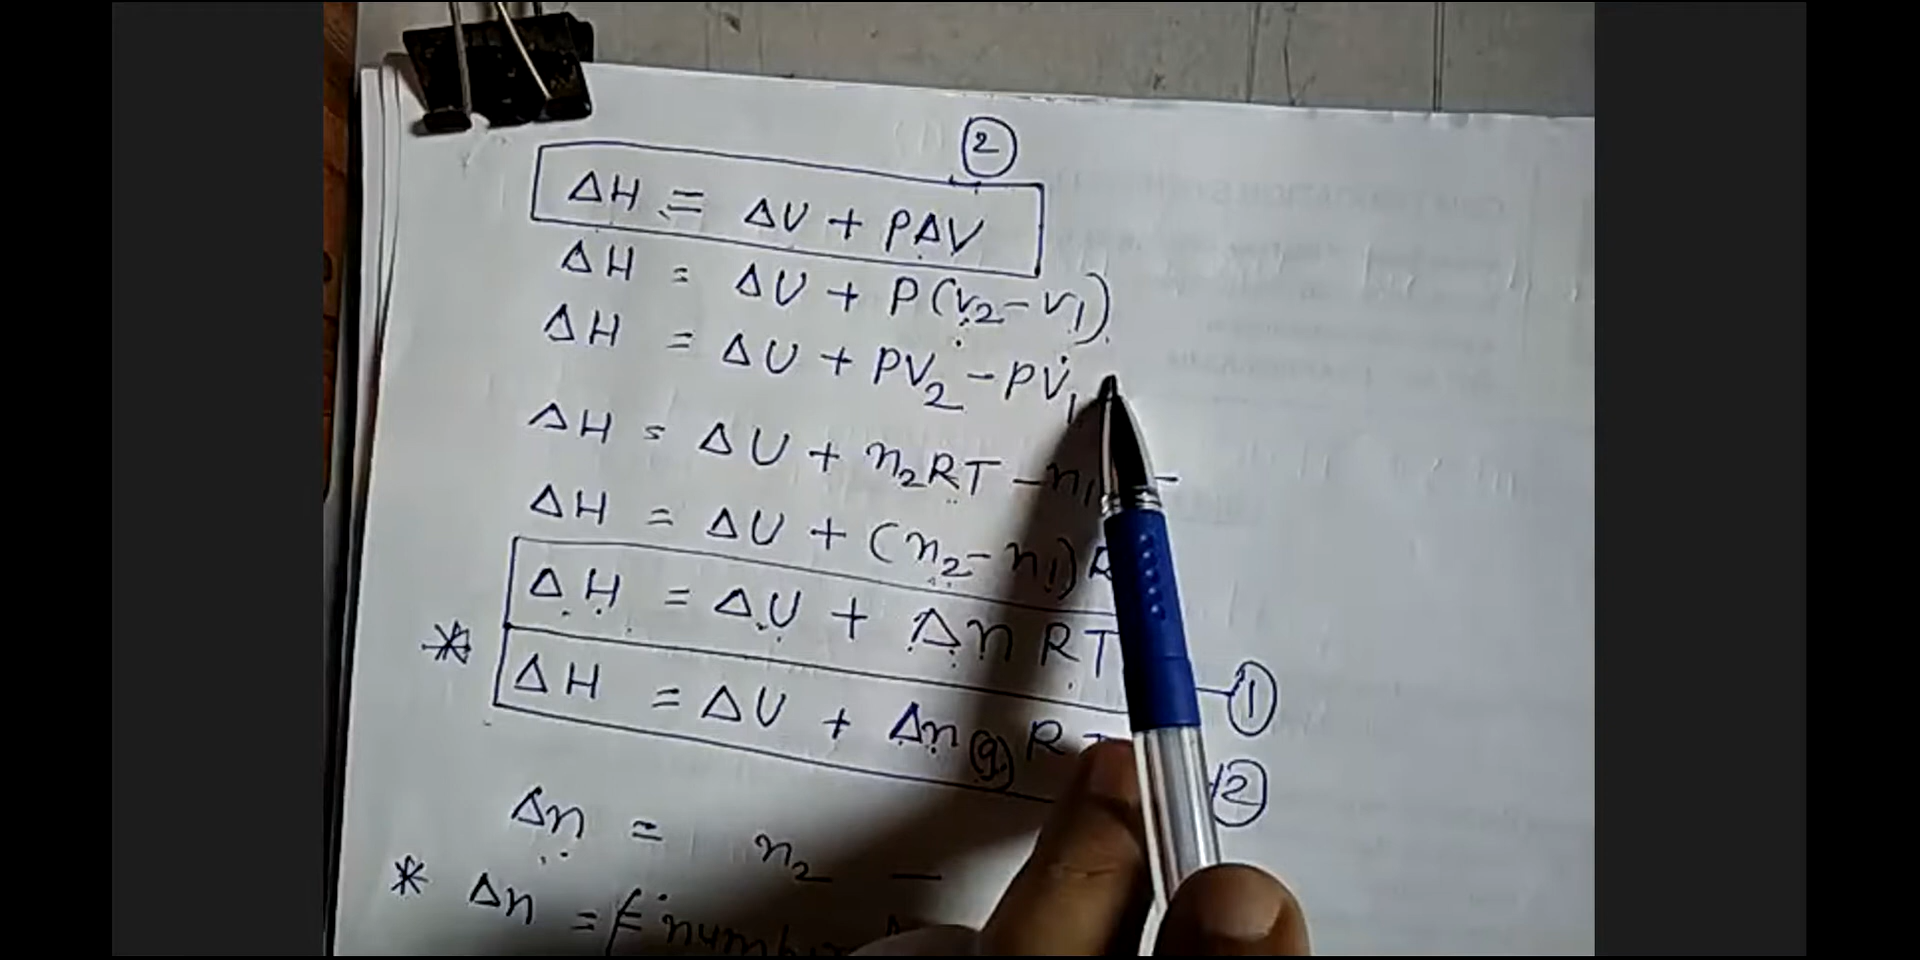 ②
ΔH = ΔU + PΔV
ΔH = ΔU + P(V₂ - V₁)
ΔH = ΔU + PV₂ - PV₁
ΔH = ΔU + n₂RT - n₁
ΔH = ΔU + (n₂ - n₁)R
ΔH = ΔU + ΔnRT — ①
* ΔH = ΔU + Δn(g) R — ②
Δn = n₂ -
* Δn =